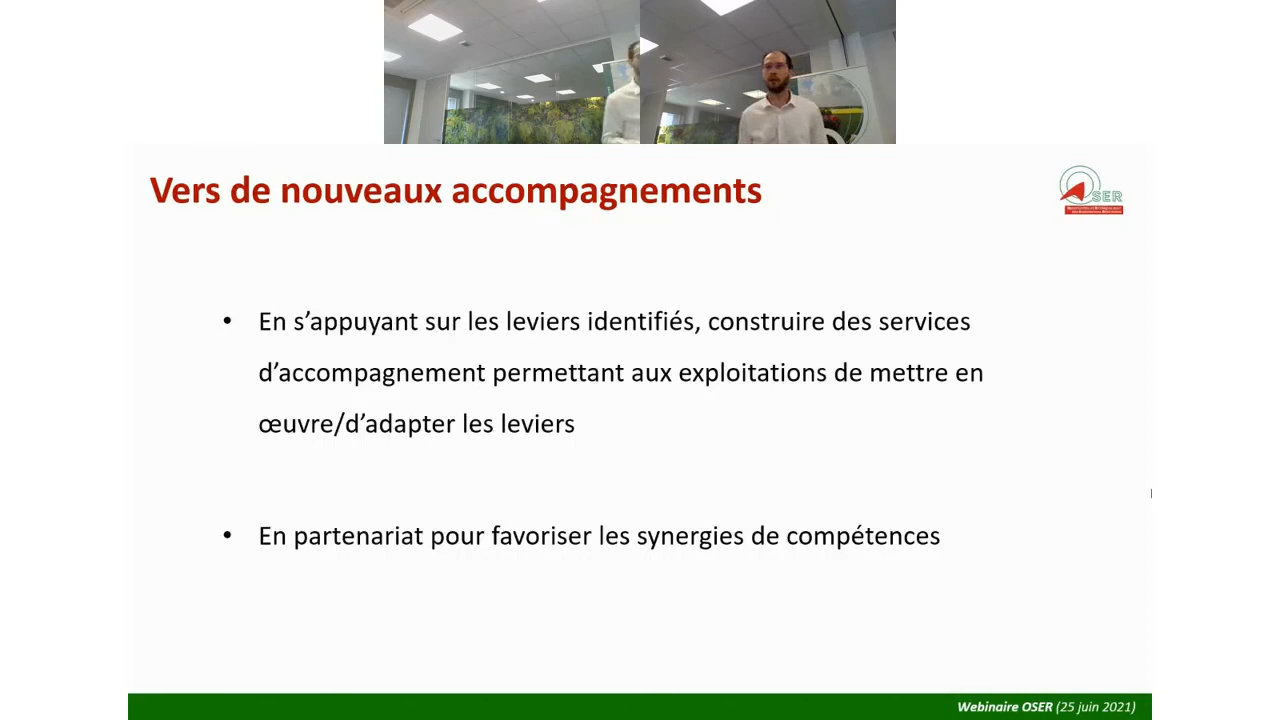 Vers de nouveaux accompagnements
OSER
• En s’appuyant sur les leviers identifiés, construire des services
d’accompagnement permettant aux exploitations de mettre en
œuvre/d’adapter les leviers
• En partenariat pour favoriser les synergies de compétences
Webinaire OSER (25 juin 2021)